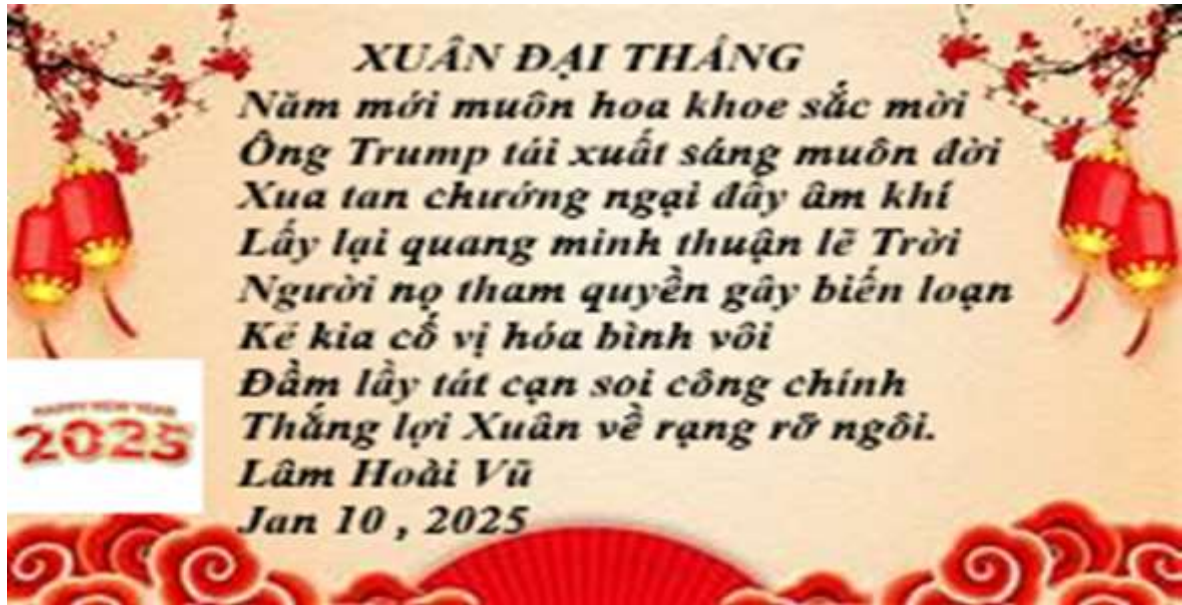 XUÂN ĐẠI THẮNG
Năm mới muôn hoa khoe sắc mời
Ông Trump tái xuất sáng muôn đời
Xua tan chướng ngại đầy âm khí
Lấy lại quang minh thuận lẽ Trời
Người nọ tham quyền gây biến loạn
Kẻ kia cố vị hóa bình vôi
Đầm lầy tát cạn soi công chính
Thắng lợi Xuân về rạng rỡ ngôi.
Lâm Hoài Vũ
Jan 10 , 2025
HAPPY NEW YEAR
2025